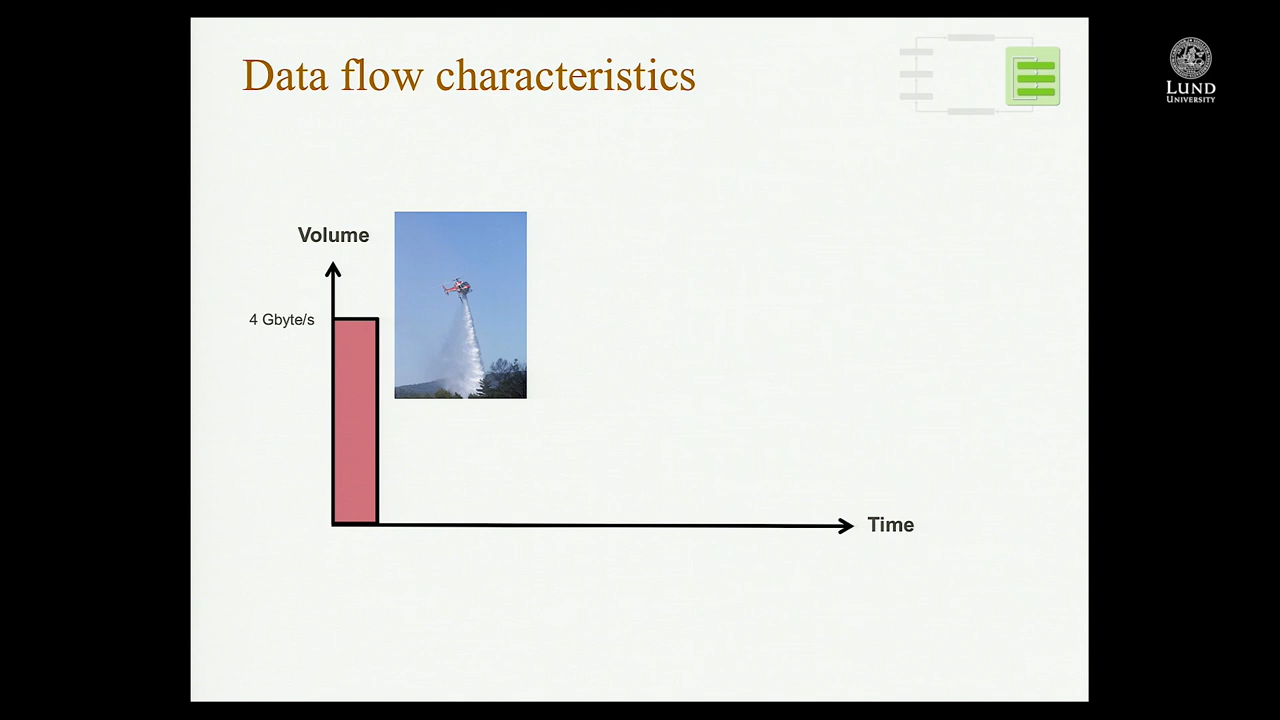 Data flow characteristics
LUND
UNIVERSITY
Volume
4 Gbyte/s
Time